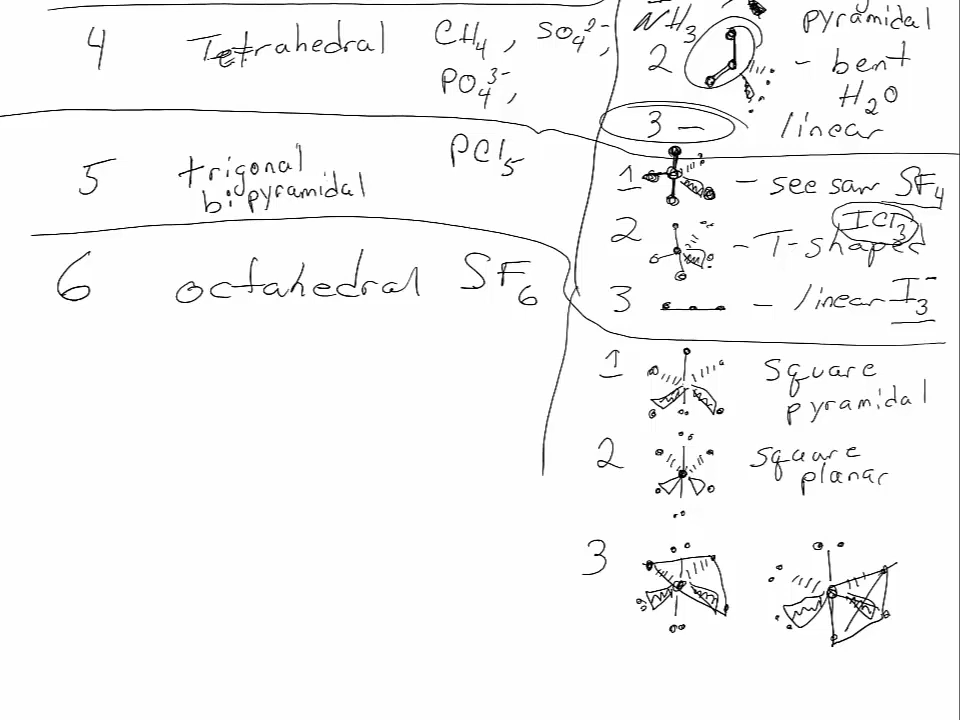 NH3 pyramidal
4 Tetrahedral CH4, SO4^2-,
PO4^3-,
2 - bent
H2O
3 - linear
5 trigonal
bipyramidal
PCl5
1 - see saw SF4
ICl3
2 - T-shaped
3 - linear I3^-
6 octahedral SF6
1 square
pyramidal
2 square
planar
3